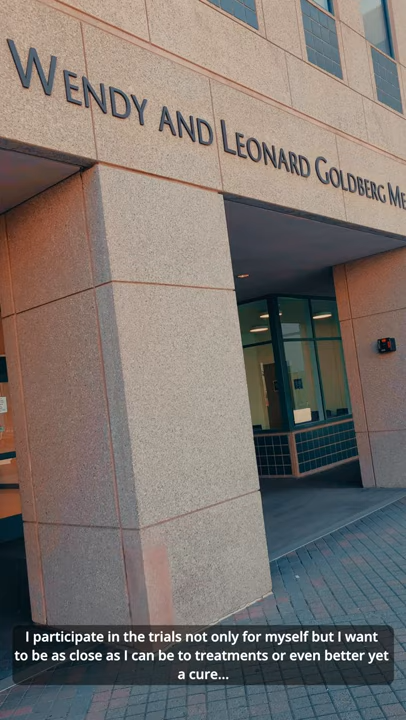 WENDY AND LEONARD GOLDBERG ME
I participate in the trials not only for myself but I want
to be as close as I can be to treatments or even better yet
a cure...